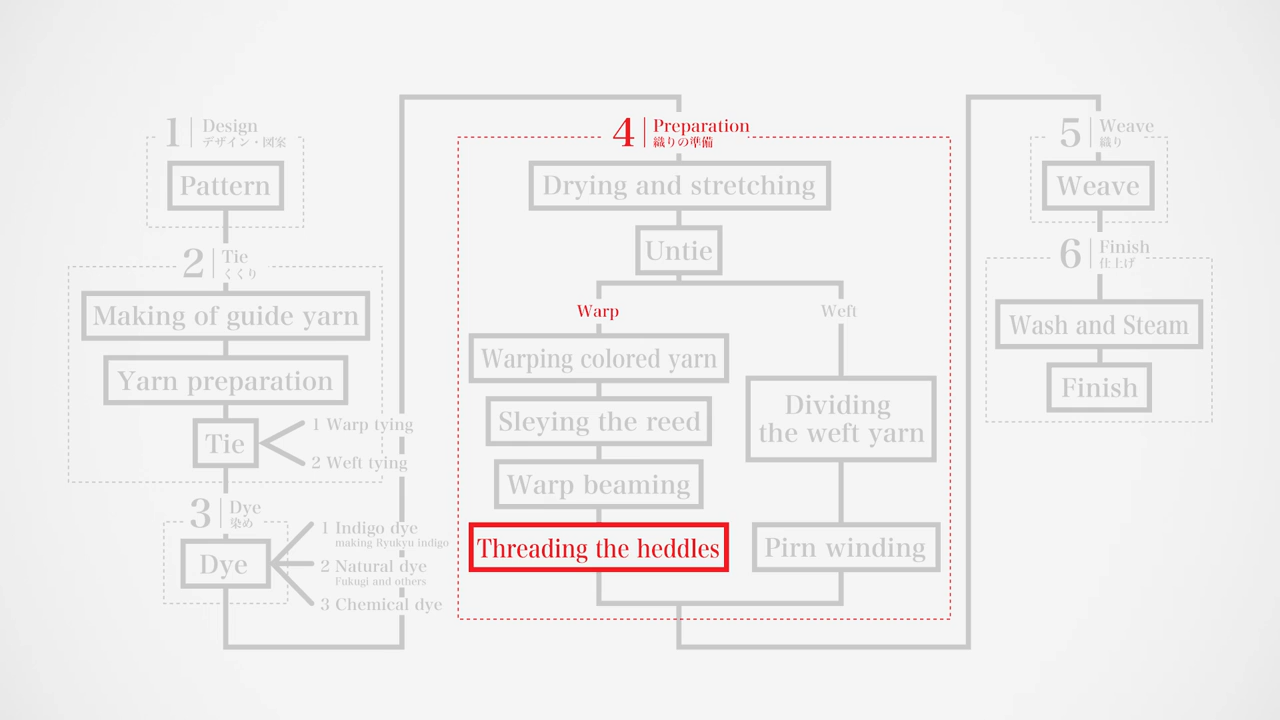 1
Design
デザイン・図案
Pattern
2
Tie
くくり
Making of guide yarn
Yarn preparation
Tie
1 Warp tying
2 Weft tying
3
Dye
染め
Dye
1 Indigo dye
making Ryukyu indigo
2 Natural dye
Fukugi and others
3 Chemical dye
4
Preparation
織りの準備
Drying and stretching
Untie
Warp
Warping colored yarn
Sleying the reed
Warp beaming
Threading the heddles
Weft
Dividing
the weft yarn
Pirn winding
5
Weave
織り
Weave
6
Finish
仕上げ
Wash and Steam
Finish